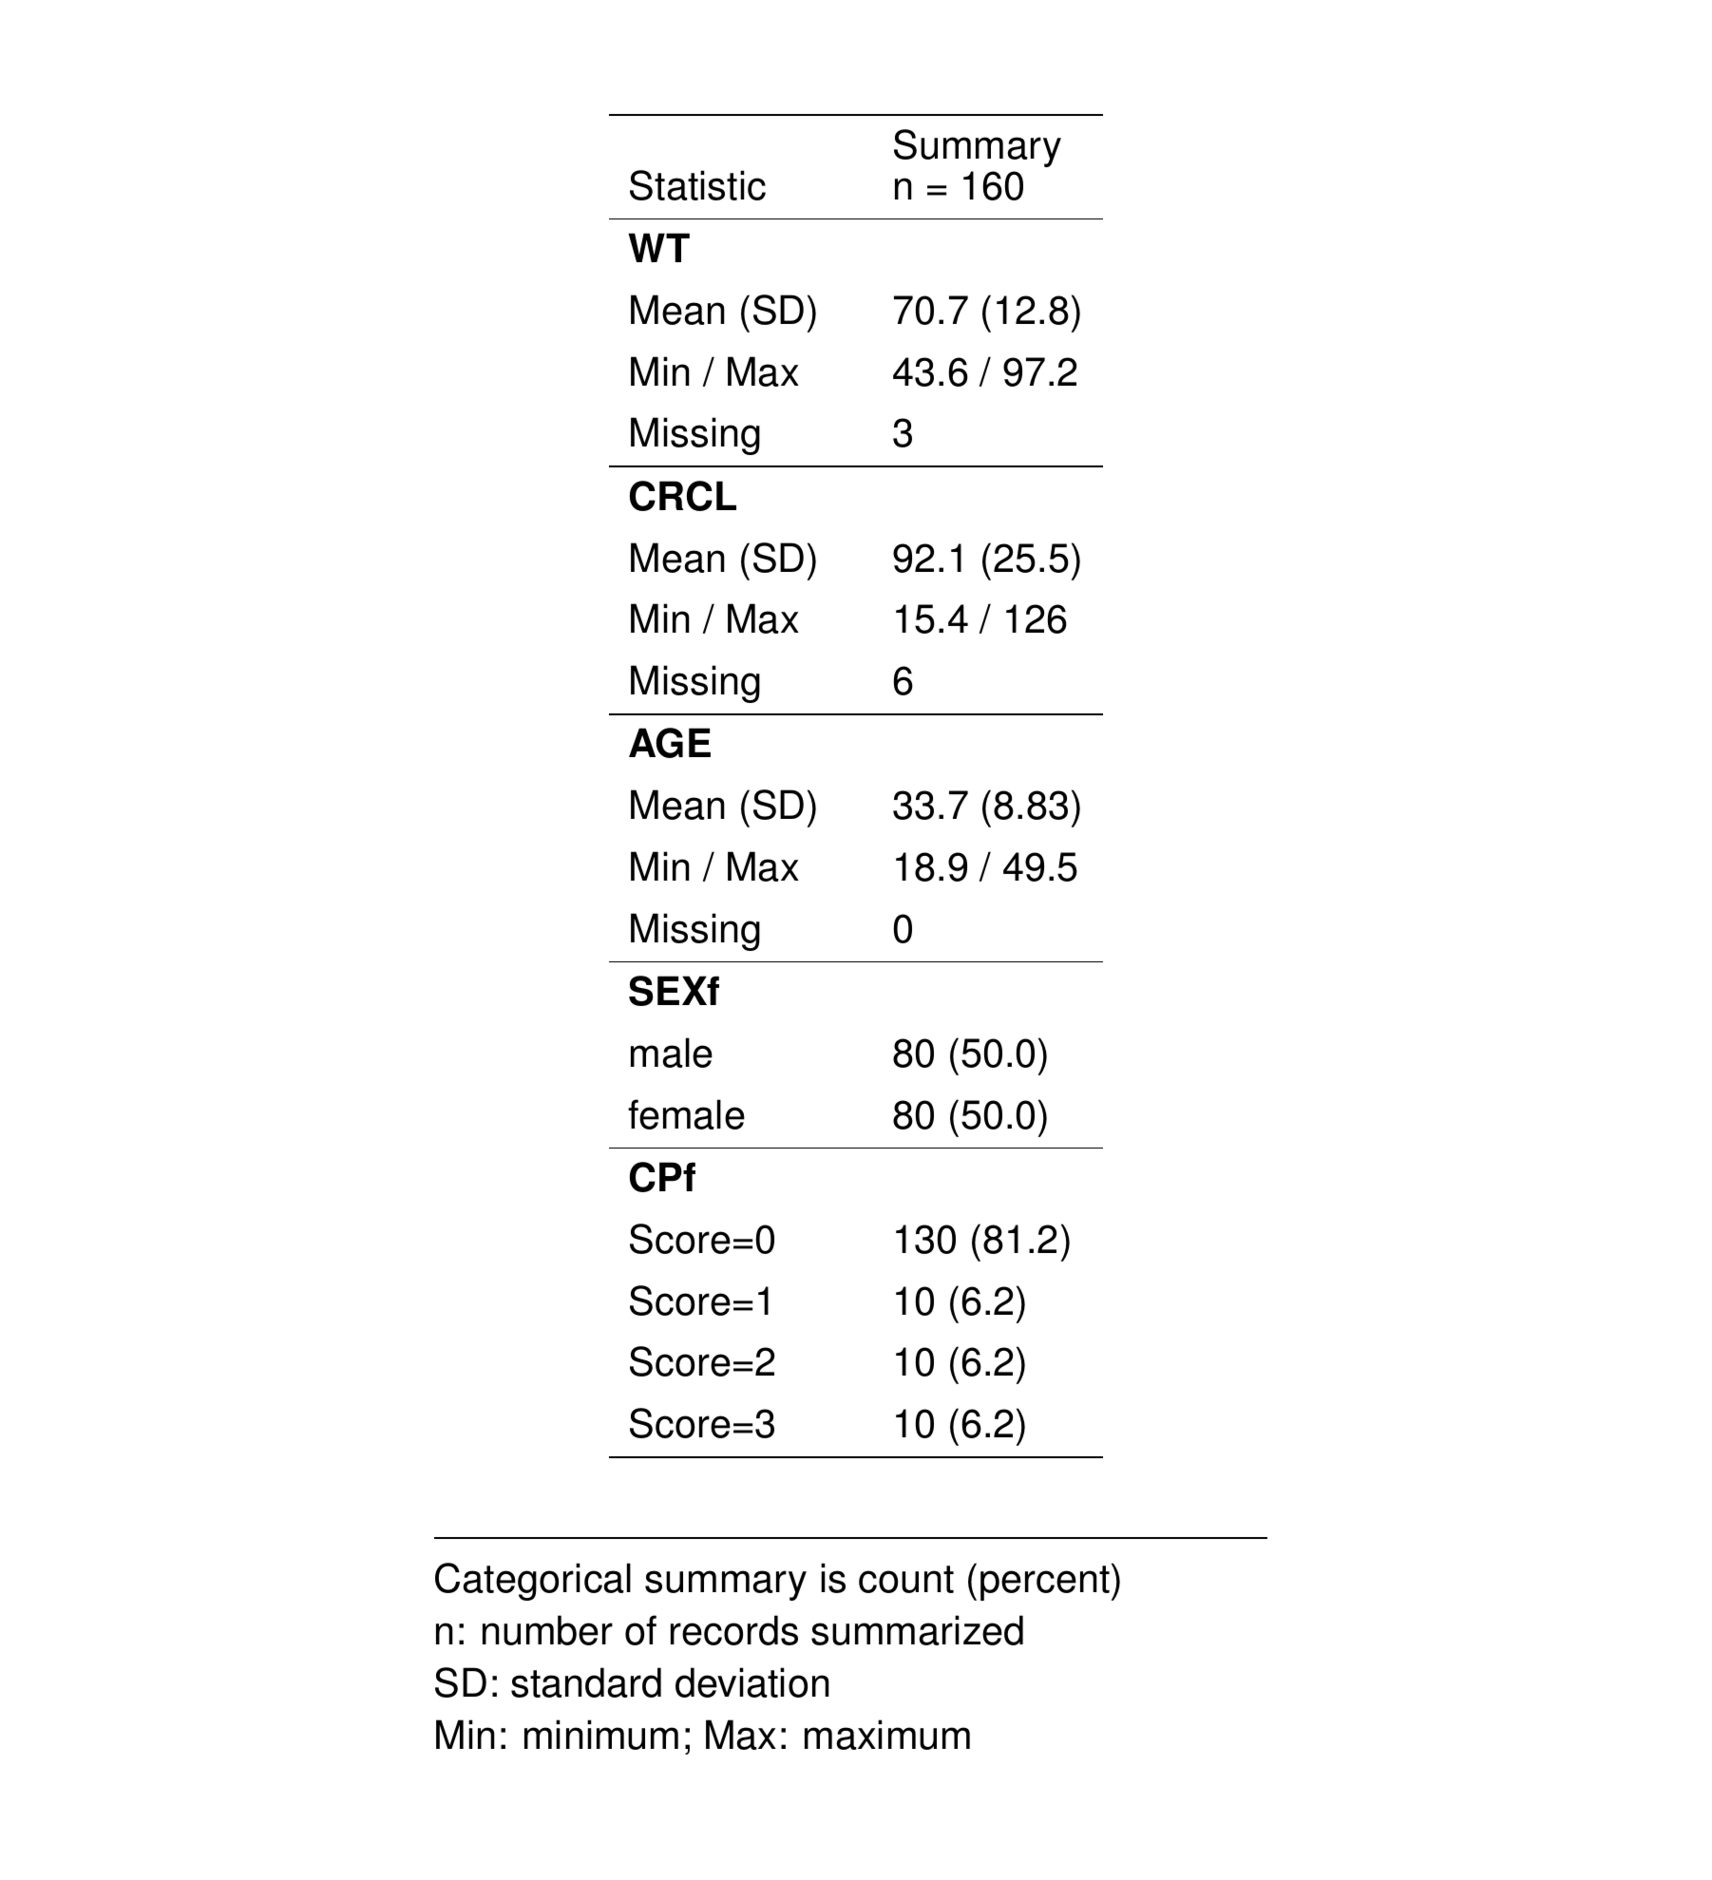 Summary
Statistic n = 160
WT
Mean (SD) 70.7 (12.8)
Min / Max 43.6 / 97.2
Missing 3
CRCL
Mean (SD) 92.1 (25.5)
Min / Max 15.4 / 126
Missing 6
AGE
Mean (SD) 33.7 (8.83)
Min / Max 18.9 / 49.5
Missing 0
SEXf
male 80 (50.0)
female 80 (50.0)
CPf
Score=0 130 (81.2)
Score=1 10 (6.2)
Score=2 10 (6.2)
Score=3 10 (6.2)
Categorical summary is count (percent)
n: number of records summarized
SD: standard deviation
Min: minimum; Max: maximum